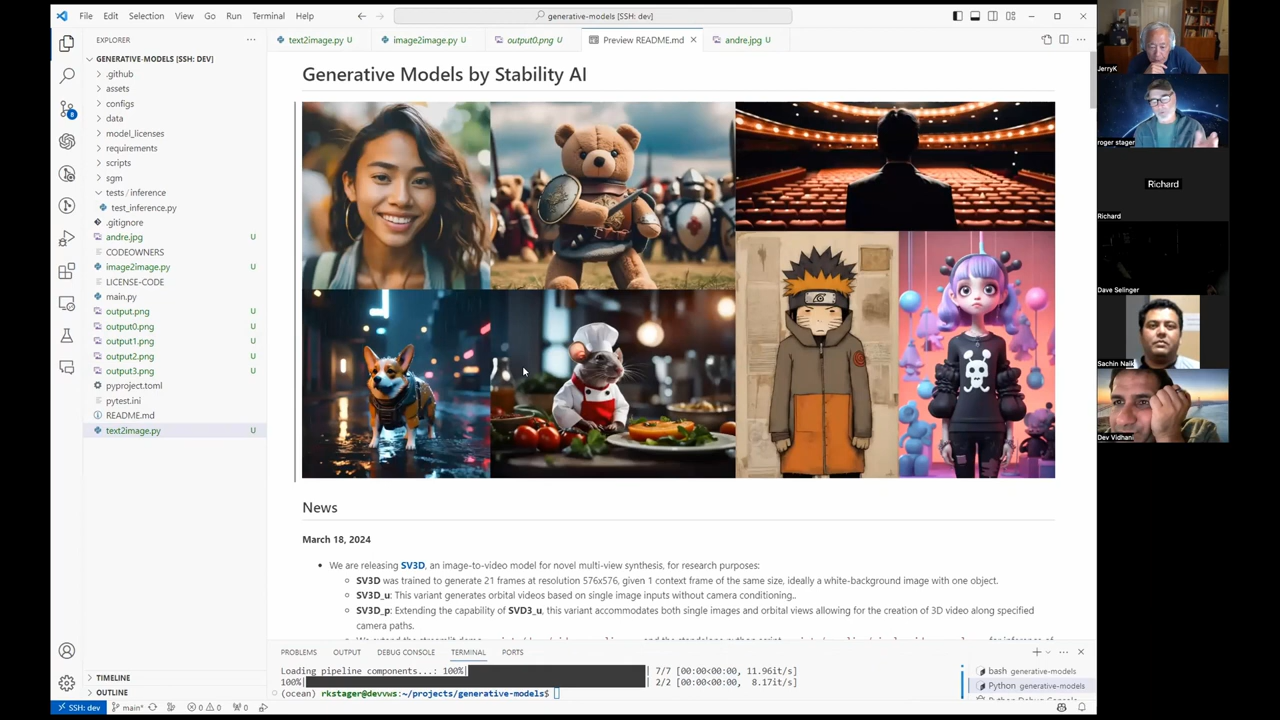 File Edit Selection View Go Run Terminal Help
generative-models [SSH: dev]
EXPLORER
GENERATIVE-MODELS [SSH: DEV]
.github
assets
configs
data
model_licenses
requirements
scripts
sgm
tests / inference
test_inference.py
.gitignore
andre.jpg U
CODEOWNERS
image2image.py U
LICENSE-CODE
main.py
output.png U
output0.png U
output1.png U
output2.png U
output3.png U
pyproject.toml
pytest.ini
README.md
text2image.py U
TIMELINE
OUTLINE
text2image.py U image2image.py U output0.png U Preview README.md andre.jpg U
Generative Models by Stability AI
News
March 18, 2024
We are releasing SV3D, an image-to-video model for novel multi-view synthesis, for research purposes:
SV3D was trained to generate 21 frames at resolution 576x576, given 1 context frame of the same size, ideally a white-background image with one object.
SV3D_u: This variant generates orbital videos based on single image inputs without camera conditioning..
SV3D_p: Extending the capability of SVD3_u, this variant accommodates both single images and orbital views allowing for the creation of 3D video along specified
camera paths.
PROBLEMS OUTPUT DEBUG CONSOLE TERMINAL PORTS
Loading pipeline components...: 100%| | 7/7 [00:00<00:00, 11.96it/s]
100%| | 2/2 [00:00<00:00, 8.17it/s]
(ocean) rkstager@devvws:~/projects/generative-models$
bash generative-models
Python generative-models
SSH: dev main* 0 0 0
JerryK
roger stager
Richard
Richard
Dave Selinger
Sachin Naik
Dev Vidhani